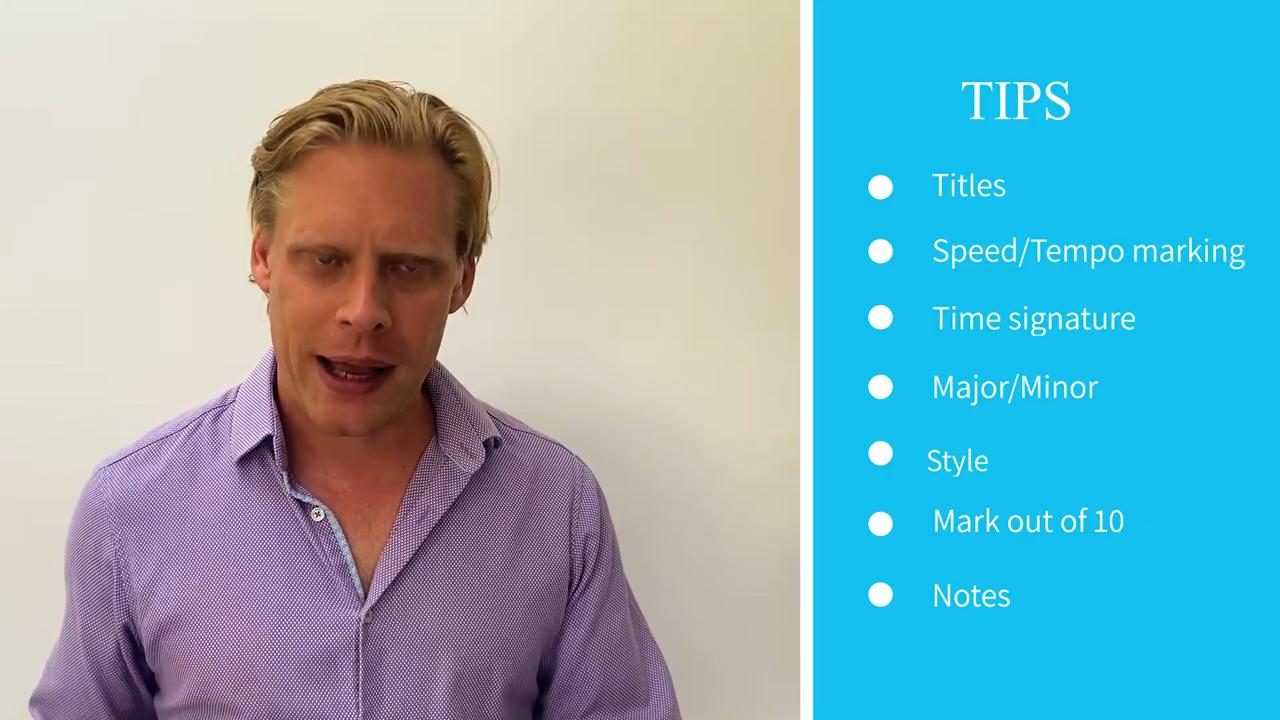 TIPS
Titles
Speed/Tempo marking
Time signature
Major/Minor
Style
Mark out of 10
Notes